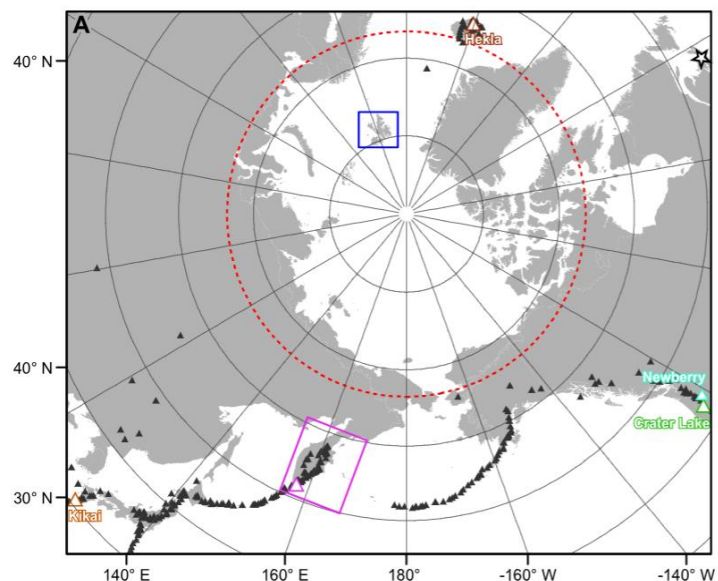 A
Hekla
40° N
Newberry
40° N
Crater Lake
30° N
Kikai
140° E
160° E
180°
-160° W
-140° W